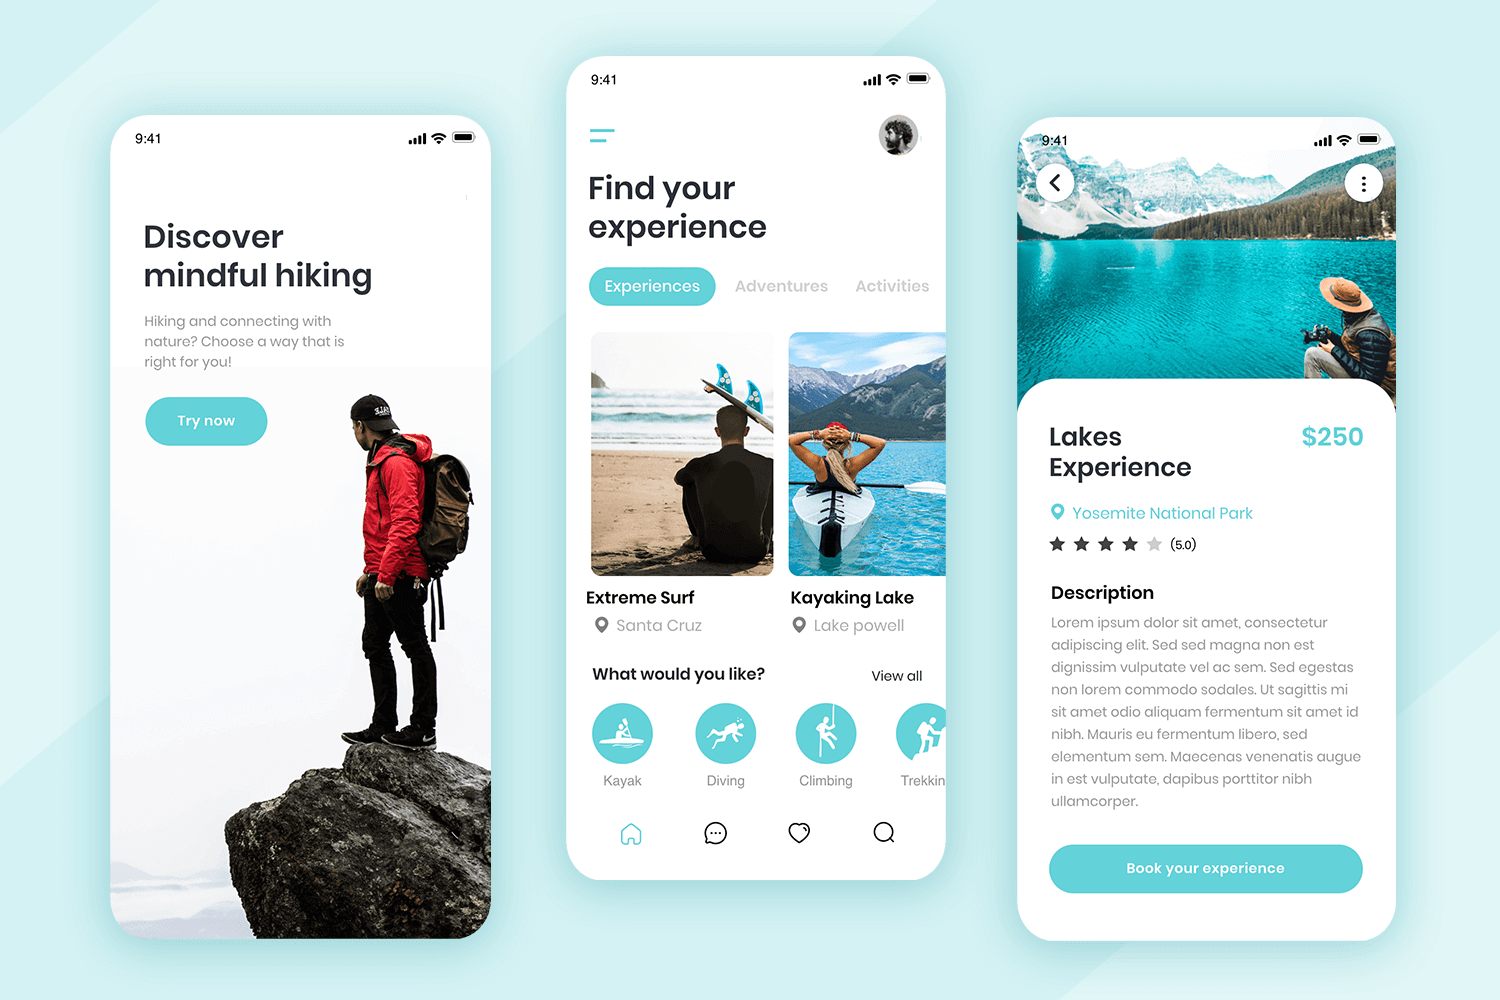 9:41
Discover
mindful hiking
Hiking and connecting with
nature? Choose a way that is
right for you!
Try now
9:41
Find your
experience
Experiences Adventures Activities
Extreme Surf Kayaking Lake
Santa Cruz Lake powell
What would you like? View all
Kayak Diving Climbing Trekkin
9:41
Lakes $250
Experience
Yosemite National Park
(5.0)
Description
Lorem ipsum dolor sit amet, consectetur
adipiscing elit. Sed sed magna non est
dignissim vulputate vel ac sem. Sed egestas
non lorem commodo sodales. Ut sagittis mi
sit amet odio aliquam fermentum sit amet id
nibh. Mauris eu fermentum libero, sed
elementum sem. Maecenas venenatis augue
in est vulputate, dapibus porttitor nibh
ullamcorper.
Book your experience